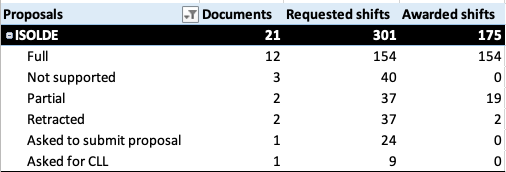 Proposals Documents Requested shifts Awarded shifts
ISOLDE 21 301 175
Full 12 154 154
Not supported 3 40 0
Partial 2 37 19
Retracted 2 37 2
Asked to submit proposal 1 24 0
Asked for CLL 1 9 0